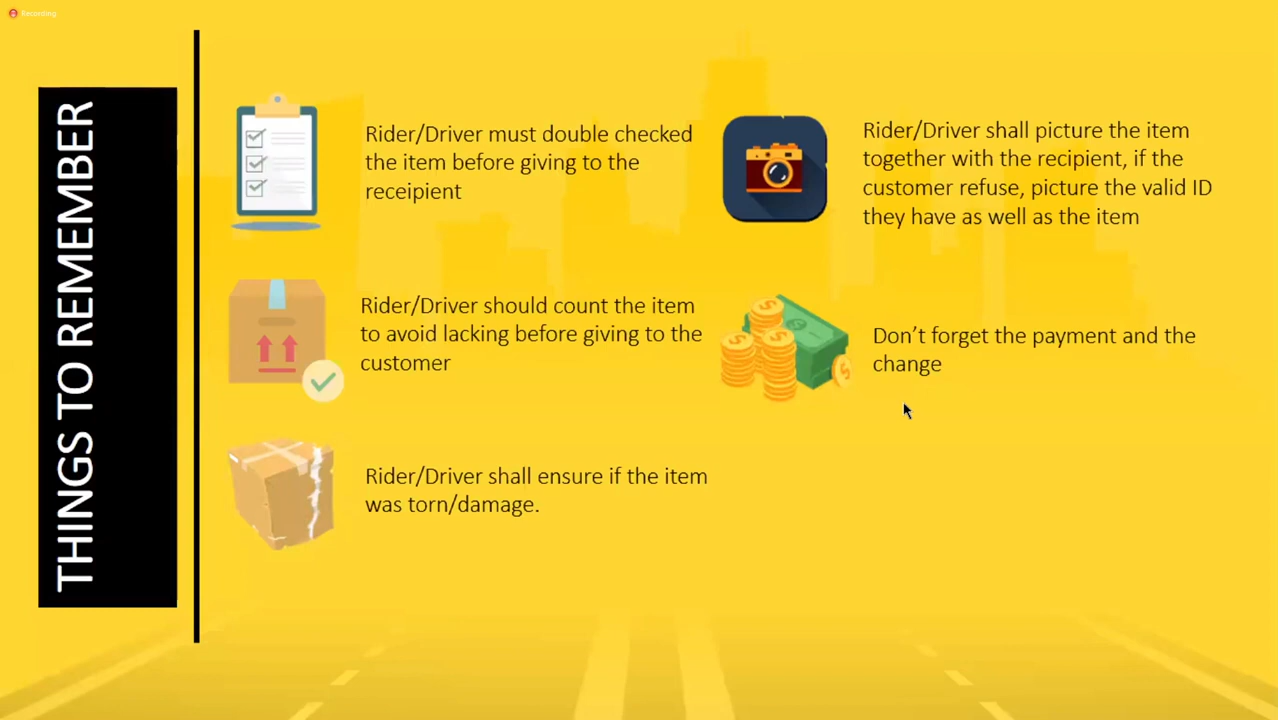 Recording
THINGS TO REMEMBER
Rider/Driver must double checked
the item before giving to the
receipient
Rider/Driver should count the item
to avoid lacking before giving to the
customer
Rider/Driver shall ensure if the item
was torn/damage.
Rider/Driver shall picture the item
together with the recipient, if the
customer refuse, picture the valid ID
they have as well as the item
Don’t forget the payment and the
change